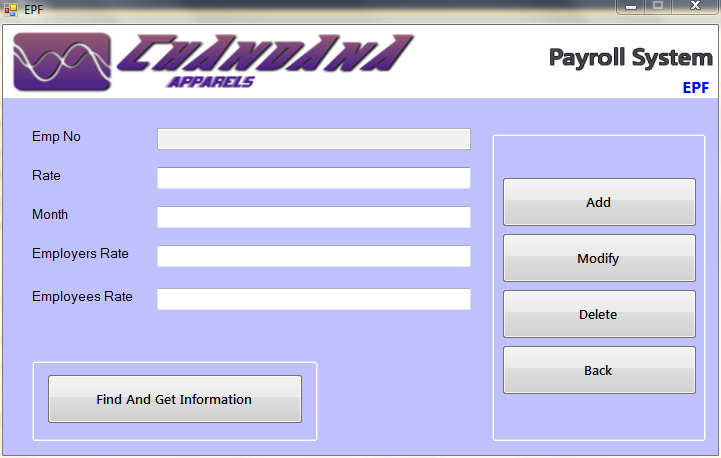 EPF
CHANDANA
APPARELS
Payroll System
EPF
Emp No
Rate
Month
Employers Rate
Employees Rate
Add
Modify
Delete
Back
Find And Get Information